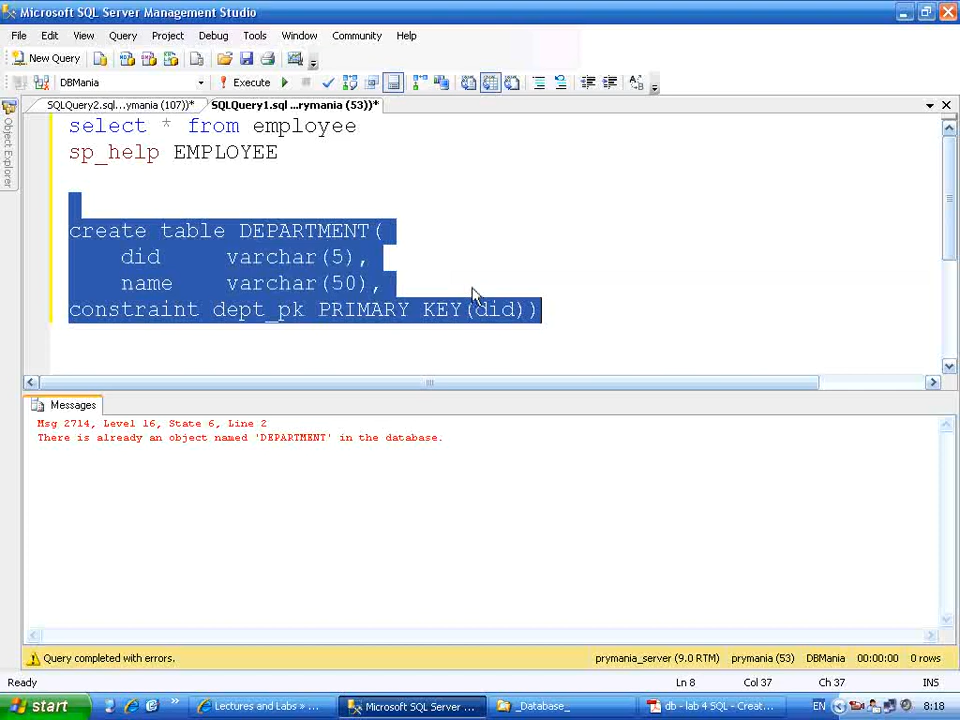 Microsoft SQL Server Management Studio
File Edit View Query Project Debug Tools Window Community Help
New Query
DBMania Execute
SQLQuery2.sql...ymania (107))* SQLQuery1.sql ...rymania (53))*
Object Explorer
select * from employee
sp_help EMPLOYEE
create table DEPARTMENT(
did varchar(5),
name varchar(50),
constraint dept_pk PRIMARY KEY(did))
Messages
Msg 2714, Level 16, State 6, Line 2
There is already an object named 'DEPARTMENT' in the database.
Query completed with errors. prymania_server (9.0 RTM) prymania (53) DBMania 00:00:00 0 rows
Ready Ln 8 Col 37 Ch 37 INS
start Lectures and Labs » ... Microsoft SQL Server ... _Database_ db - lab 4 SQL - Creat... EN 8:18